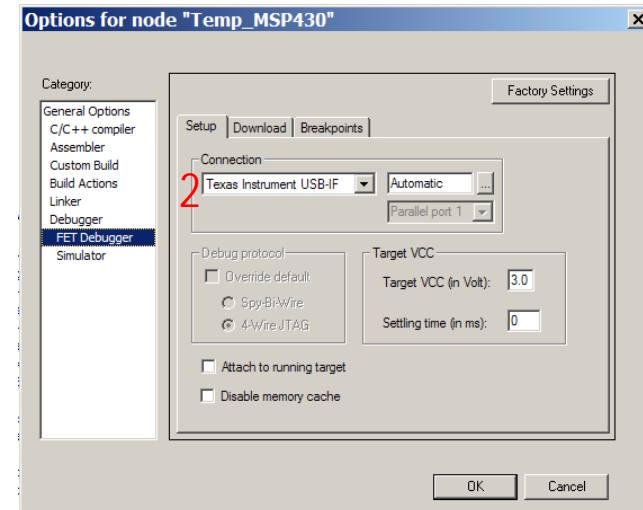 Options for node "Temp_MSP430"
Category:
Factory Settings
General Options
C/C++ compiler
Assembler
Custom Build
Build Actions
Linker
Debugger
FET Debugger
Simulator
Setup Download Breakpoints
Connection
2
Texas Instrument USB-IF Automatic ...
Parallel port 1
Debug protocol
Override default
Spy-Bi-Wire
4-Wire JTAG
Target VCC
Target VCC (in Volt): 3.0
Settling time (in ms): 0
Attach to running target
Disable memory cache
OK Cancel